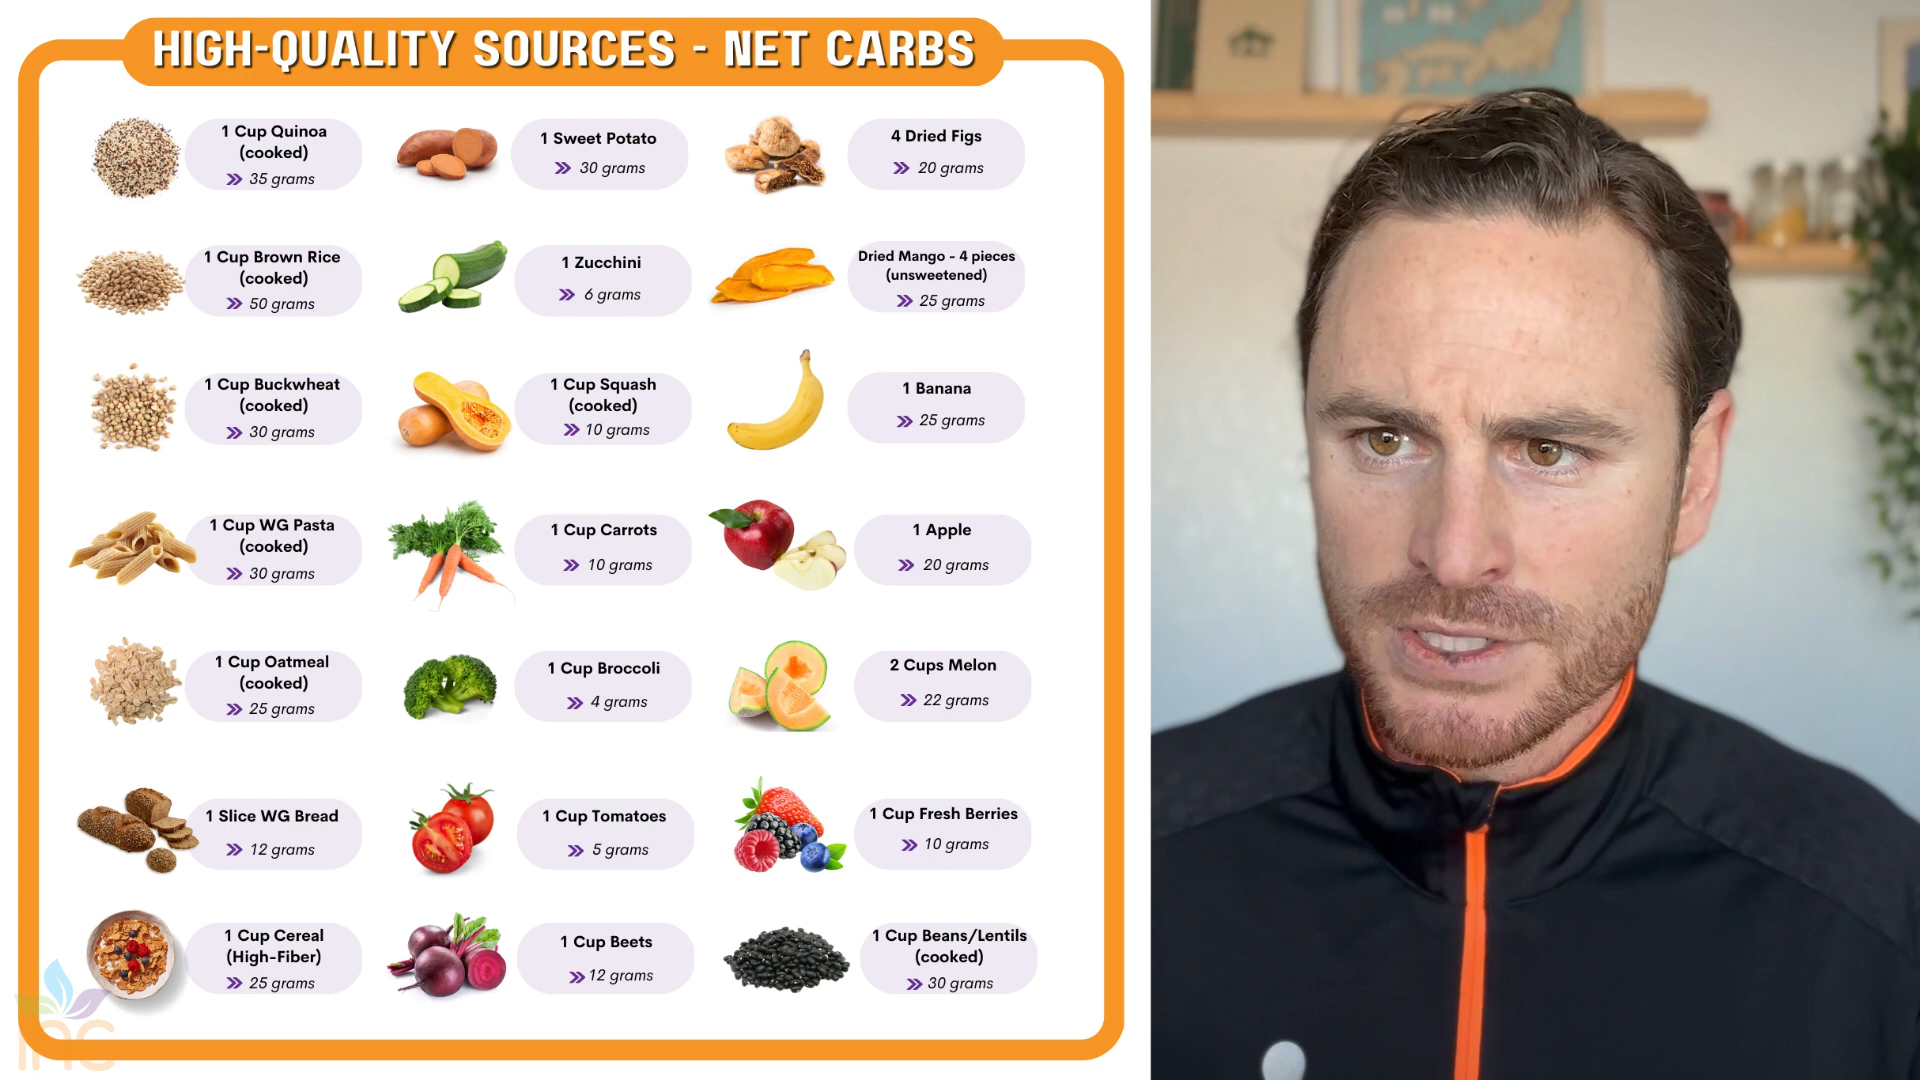 HIGH-QUALITY SOURCES - NET CARBS
1 Cup Quinoa
(cooked)
35 grams
1 Sweet Potato
30 grams
4 Dried Figs
20 grams
1 Cup Brown Rice
(cooked)
50 grams
1 Zucchini
6 grams
Dried Mango - 4 pieces
(unsweetened)
25 grams
1 Cup Buckwheat
(cooked)
30 grams
1 Cup Squash
(cooked)
10 grams
1 Banana
25 grams
1 Cup WG Pasta
(cooked)
30 grams
1 Cup Carrots
10 grams
1 Apple
20 grams
1 Cup Oatmeal
(cooked)
25 grams
1 Cup Broccoli
4 grams
2 Cups Melon
22 grams
1 Slice WG Bread
12 grams
1 Cup Tomatoes
5 grams
1 Cup Fresh Berries
10 grams
1 Cup Cereal
(High-Fiber)
25 grams
1 Cup Beets
12 grams
1 Cup Beans/Lentils
(cooked)
30 grams